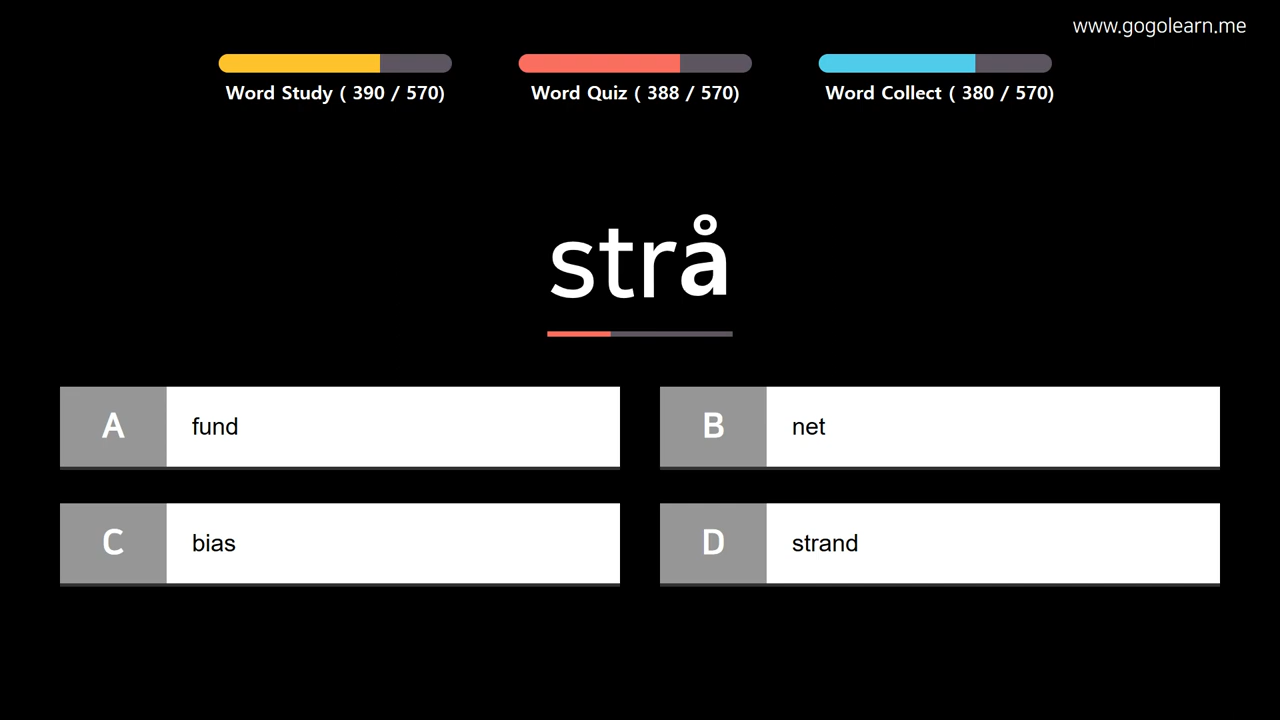 www.gogolearn.me
Word Study ( 390 / 570)
Word Quiz ( 388 / 570)
Word Collect ( 380 / 570)
strå
A fund
B net
C bias
D strand